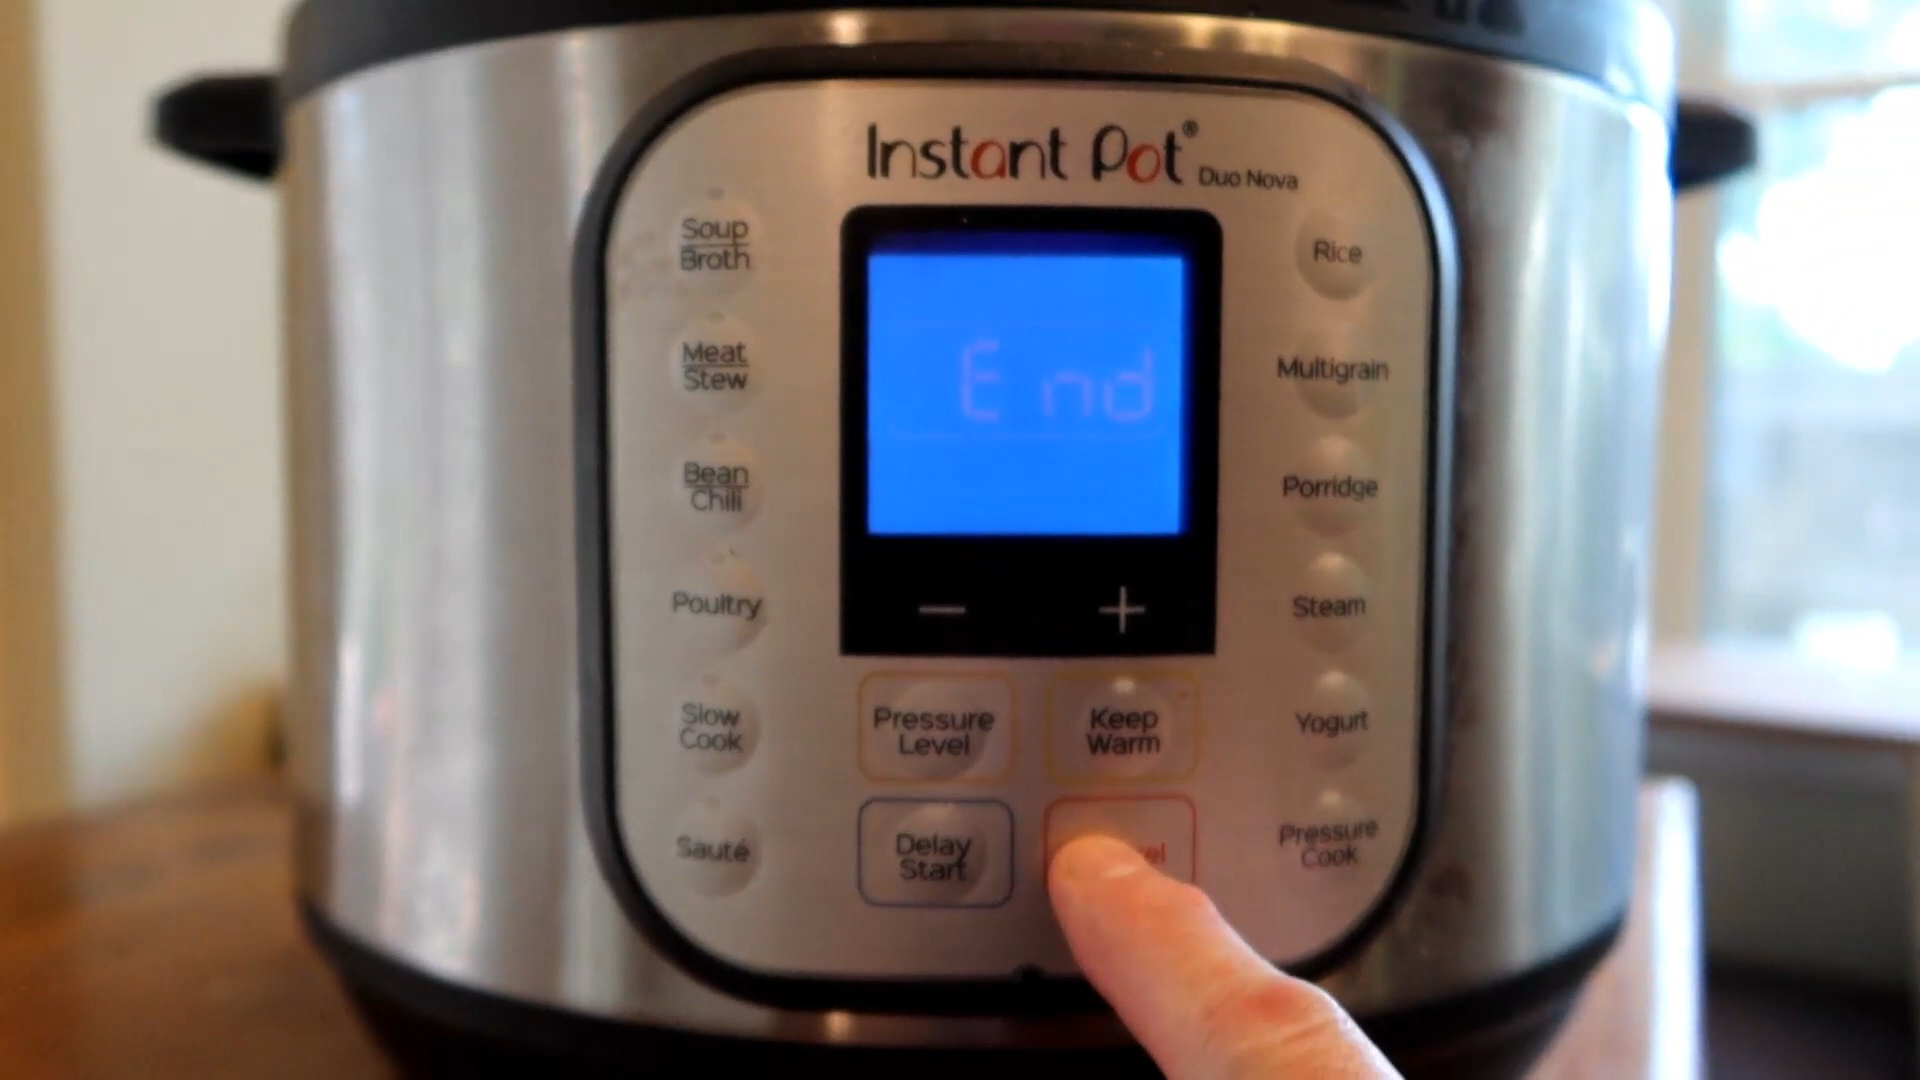 Instant Pot® Duo Nova
Soup
Broth
Meat
Stew
Bean
Chili
Poultry
Slow
Cook
Sauté
End
− +
Pressure
Level
Keep
Warm
Delay
Start
Rice
Multigrain
Porridge
Steam
Yogurt
Pressure
Cook